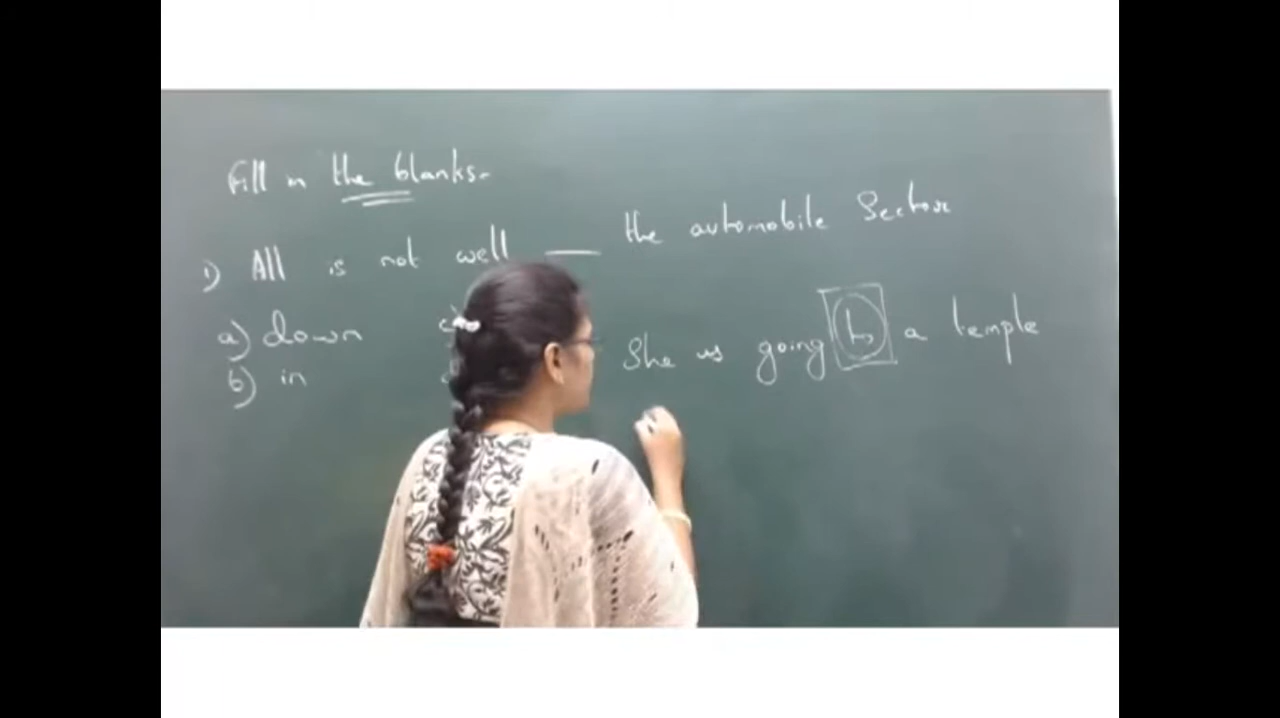 Fill in the blanks.
1) All is not well __ the automobile Sector
a) down c)
b) in
She is going to a temple